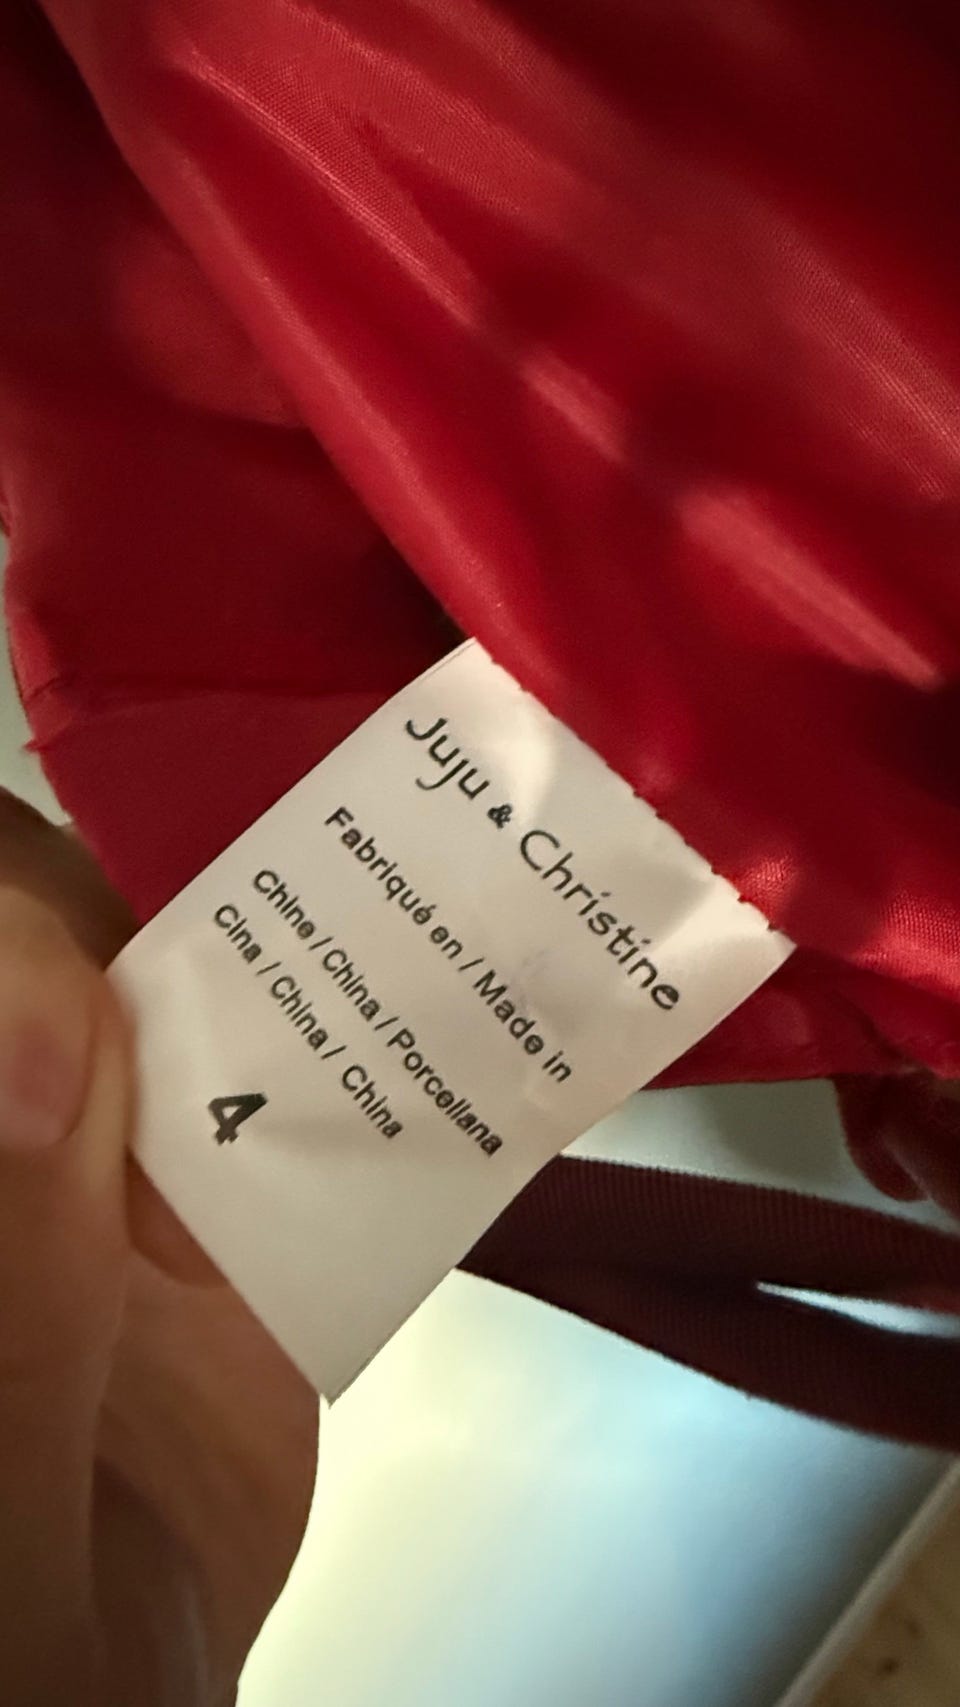 Juju & Christine
Fabriqué en / Made in
Chine / China / Porcellana
Cina / China / China
4